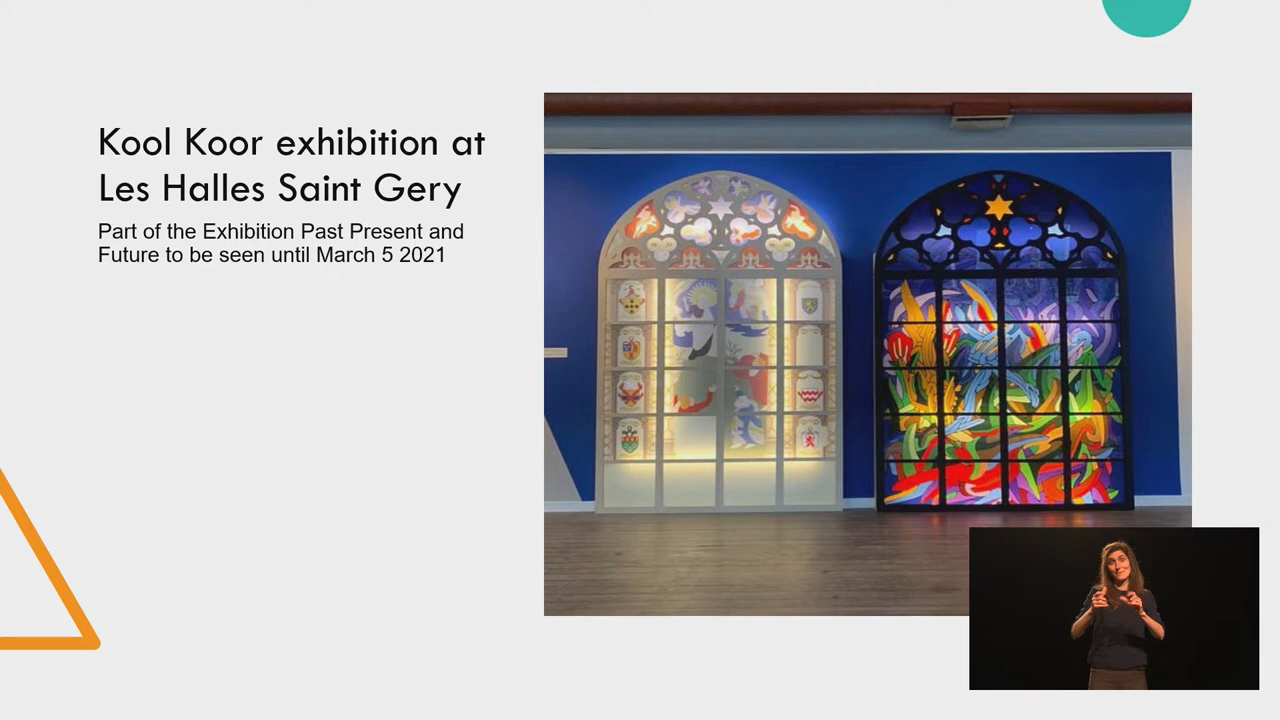 Kool Koor exhibition at
Les Halles Saint Gery
Part of the Exhibition Past Present and
Future to be seen until March 5 2021